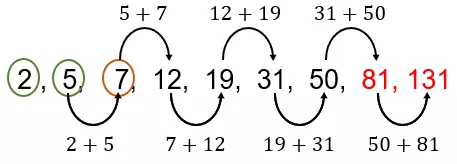 5 + 7 12 + 19 31 + 50
2, 5, 7, 12, 19, 31, 50, 81, 131
2 + 5 7 + 12 19 + 31 50 + 81